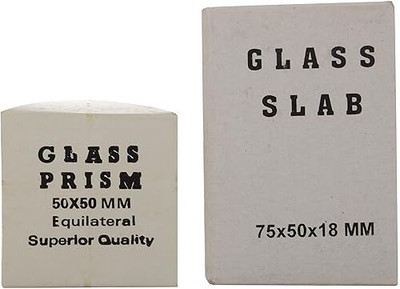 GLASS
PRISM
50X50 MM
Equilateral
Superior Quality
GLASS
SLAB
75x50x18 MM